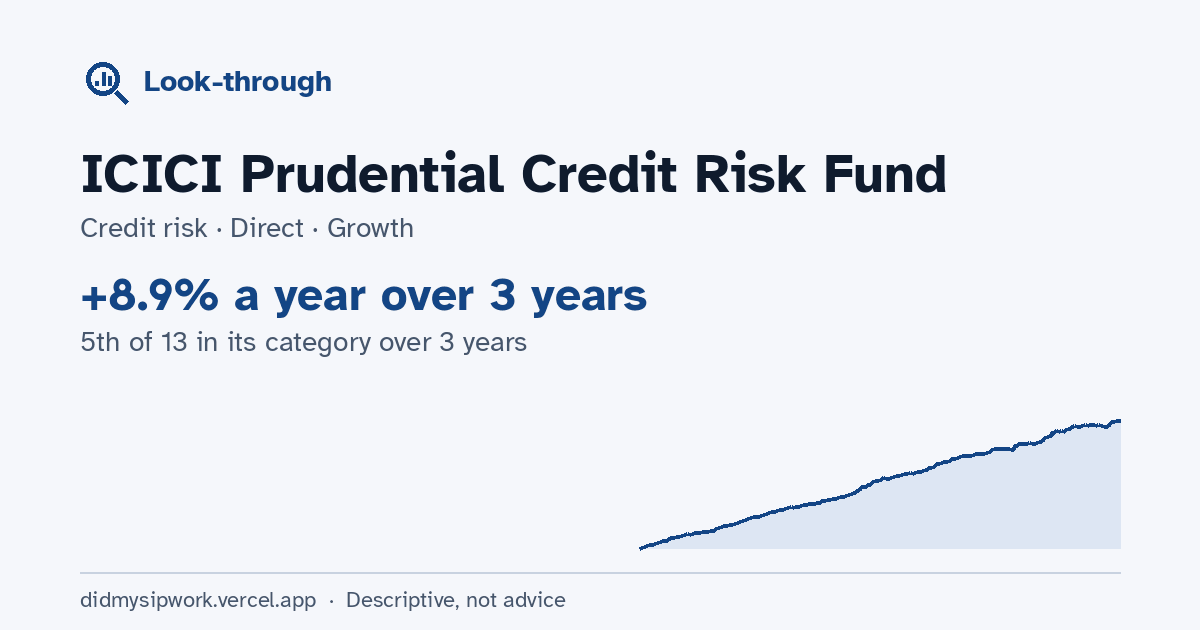 Look-through
ICICI Prudential Credit Risk Fund
Credit risk · Direct · Growth
+8.9% a year over 3 years
5th of 13 in its category over 3 years
didmysipwork.vercel.app · Descriptive, not advice